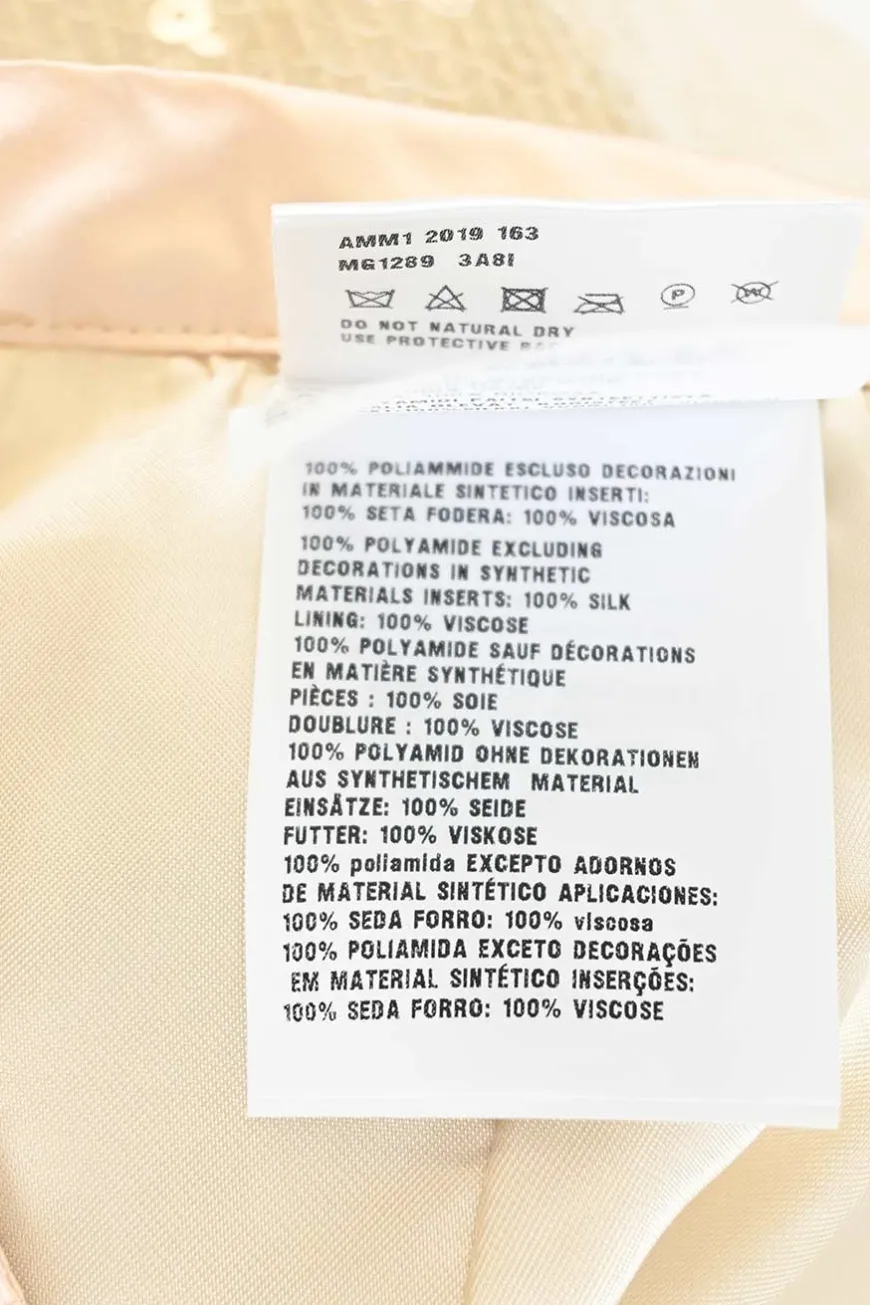 AMM1 2019 163
MG1289 3A8I
P
W
DO NOT NATURAL DRY
USE PROTECTIVE
100% POLIAMMIDE ESCLUSO DECORAZIONI
IN MATERIALE SINTETICO INSERTI:
100% SETA FODERA: 100% VISCOSA
100% POLYAMIDE EXCLUDING
DECORATIONS IN SYNTHETIC
MATERIALS INSERTS: 100% SILK
LINING: 100% VISCOSE
100% POLYAMIDE SAUF DÉCORATIONS
EN MATIÈRE SYNTHÉTIQUE
PIÈCES : 100% SOIE
DOUBLURE : 100% VISCOSE
100% POLYAMID OHNE DEKORATIONEN
AUS SYNTHETISCHEM MATERIAL
EINSÄTZE: 100% SEIDE
FUTTER: 100% VISKOSE
100% poliamida EXCEPTO ADORNOS
DE MATERIAL SINTÉTICO APLICACIONES:
100% SEDA FORRO: 100% viscosa
100% POLIAMIDA EXCETO DECORAÇÕES
EM MATERIAL SINTÉTICO INSERÇÕES:
100% SEDA FORRO: 100% VISCOSE